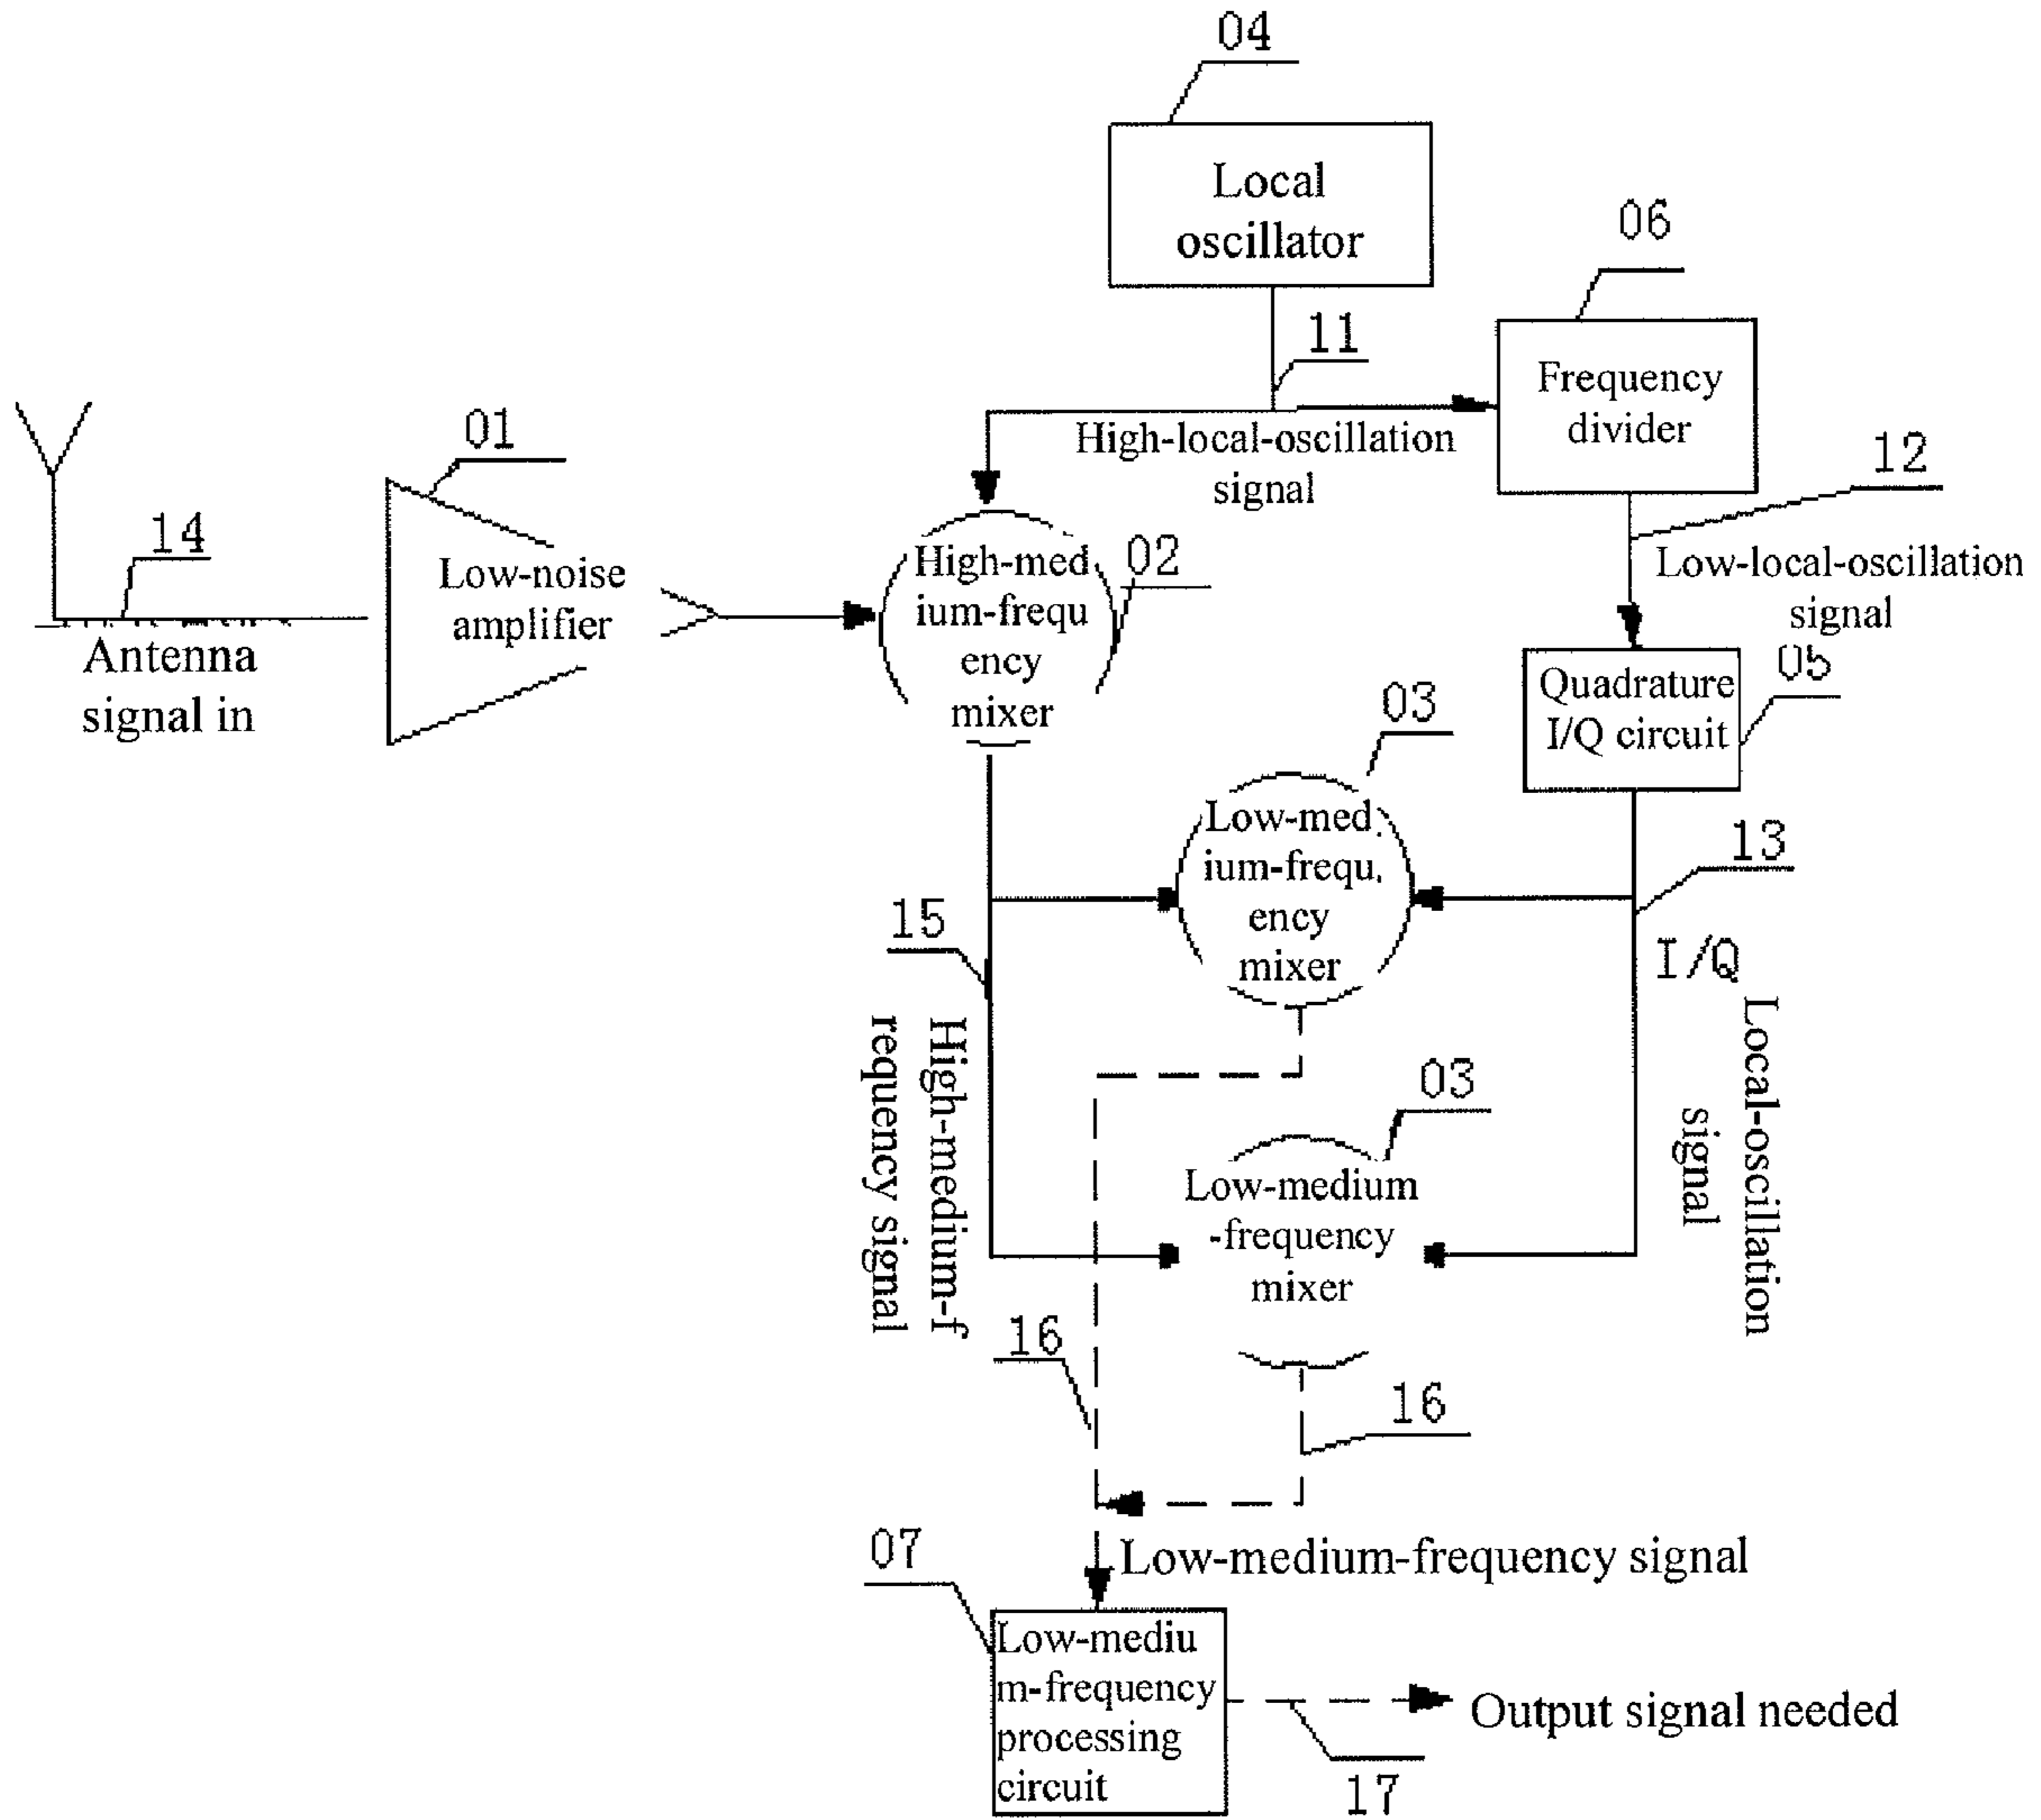 04
Local
oscillator
06
11
Frequency
divider
High-local-oscillation
signal
12
01
14
Low-noise
amplifier
Antenna
signal in
High-med
ium-frequ
ency
mixer
02
Low-local-oscillation
signal
05
Quadrature
I/Q circuit
03
Low-med
ium-frequ
ency
mixer
13
15
I/Q
Local-oscillation
signal
High-medium-f
requency signal
03
Low-medium
-frequency
mixer
16
16
07
Low-medium-frequency signal
Low-mediu
m-frequency
processing
circuit
Output signal needed
17